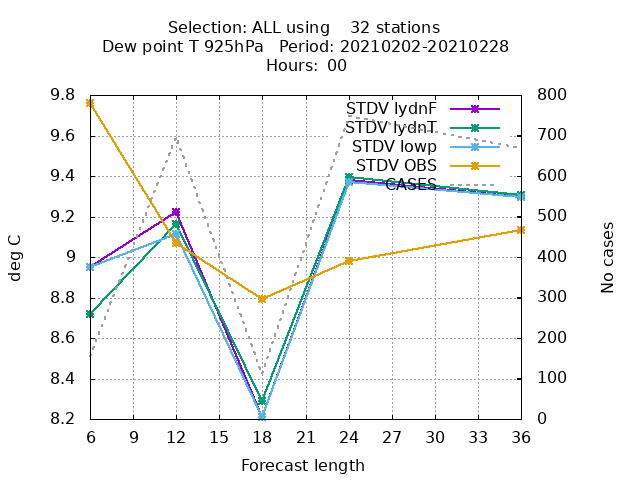 Selection: ALL using    32 stations
Dew point T 925hPa   Period: 20210202-20210228
Hours: 00
9.8
9.6
9.4
9.2
9
8.8
8.6
8.4
8.2
deg C
800
700
600
500
400
300
200
100
0
No cases
STDV lydnF
STDV lydnT
STDV lowp
STDV OBS
CASES
6 9 12 15 18 21 24 27 30 33 36
Forecast length